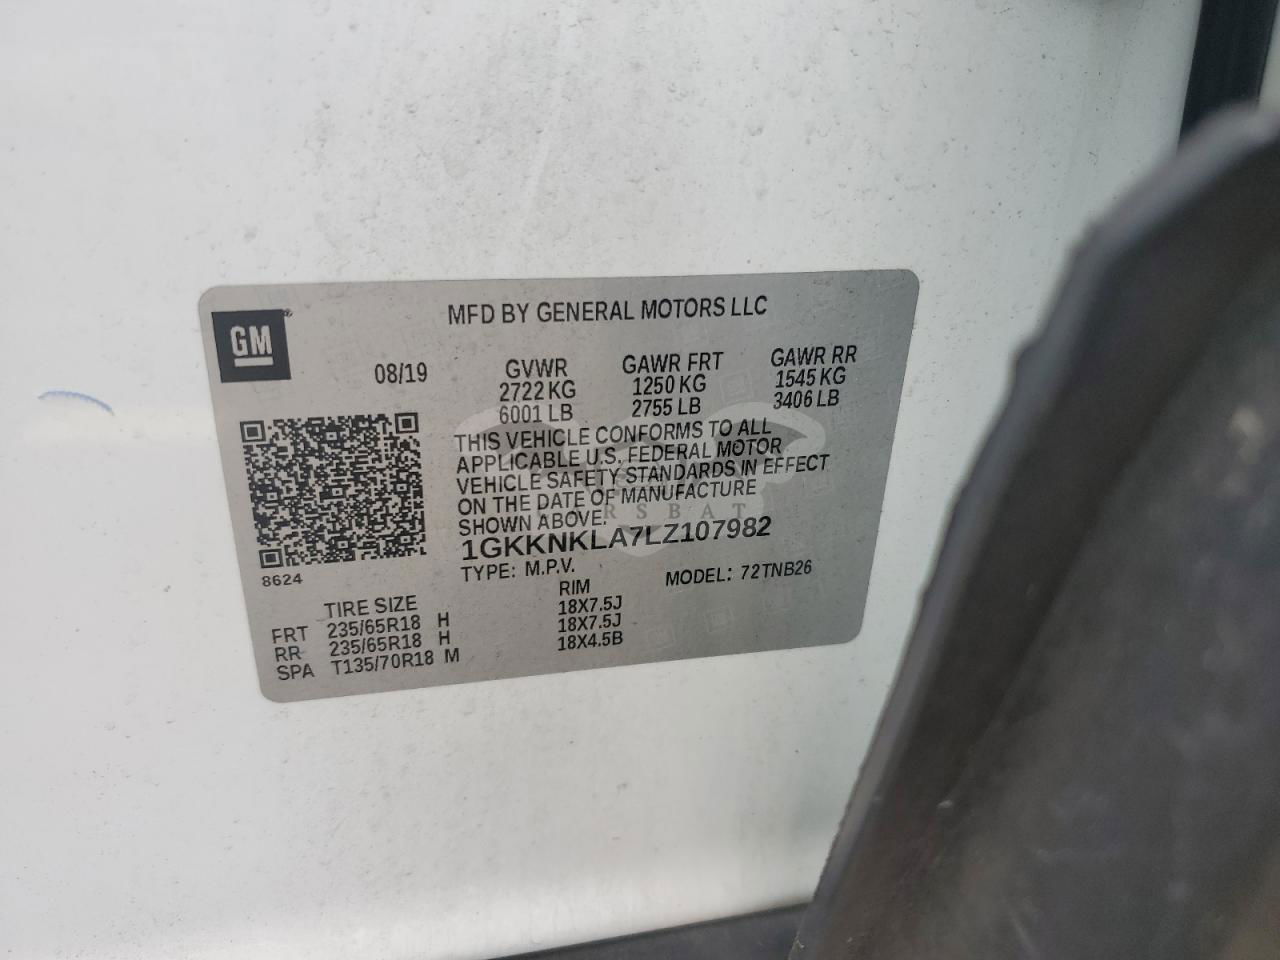 MFD BY GENERAL MOTORS LLC
GM®
08/19
GVWR GAWR FRT GAWR RR
2722 KG 1250 KG 1545 KG
6001 LB 2755 LB 3406 LB
THIS VEHICLE CONFORMS TO ALL
APPLICABLE U.S. FEDERAL MOTOR
VEHICLE SAFETY STANDARDS IN EFFECT
ON THE DATE OF MANUFACTURE
SHOWN ABOVE.
1GKKNKLA7LZ107982
8624
TYPE: M.P.V. MODEL: 72TNB26
TIRE SIZE RIM
FRT 235/65R18 H 18X7.5J
RR 235/65R18 H 18X7.5J
SPA T135/70R18 M 18X4.5B